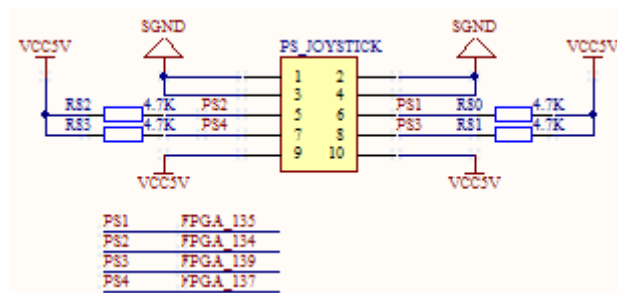 SGND SGND
VCC5V PS_JOYSTICK VCC5V
1 2
3 4
RS2 4.7K PS2 5 6 PS1 RS0 4.7K
RS3 4.7K PS4 7 8 PS3 RS1 4.7K
9 10
VCC5V VCC5V
PS1 FPGA_135
PS2 FPGA_134
PS3 FPGA_139
PS4 FPGA_137